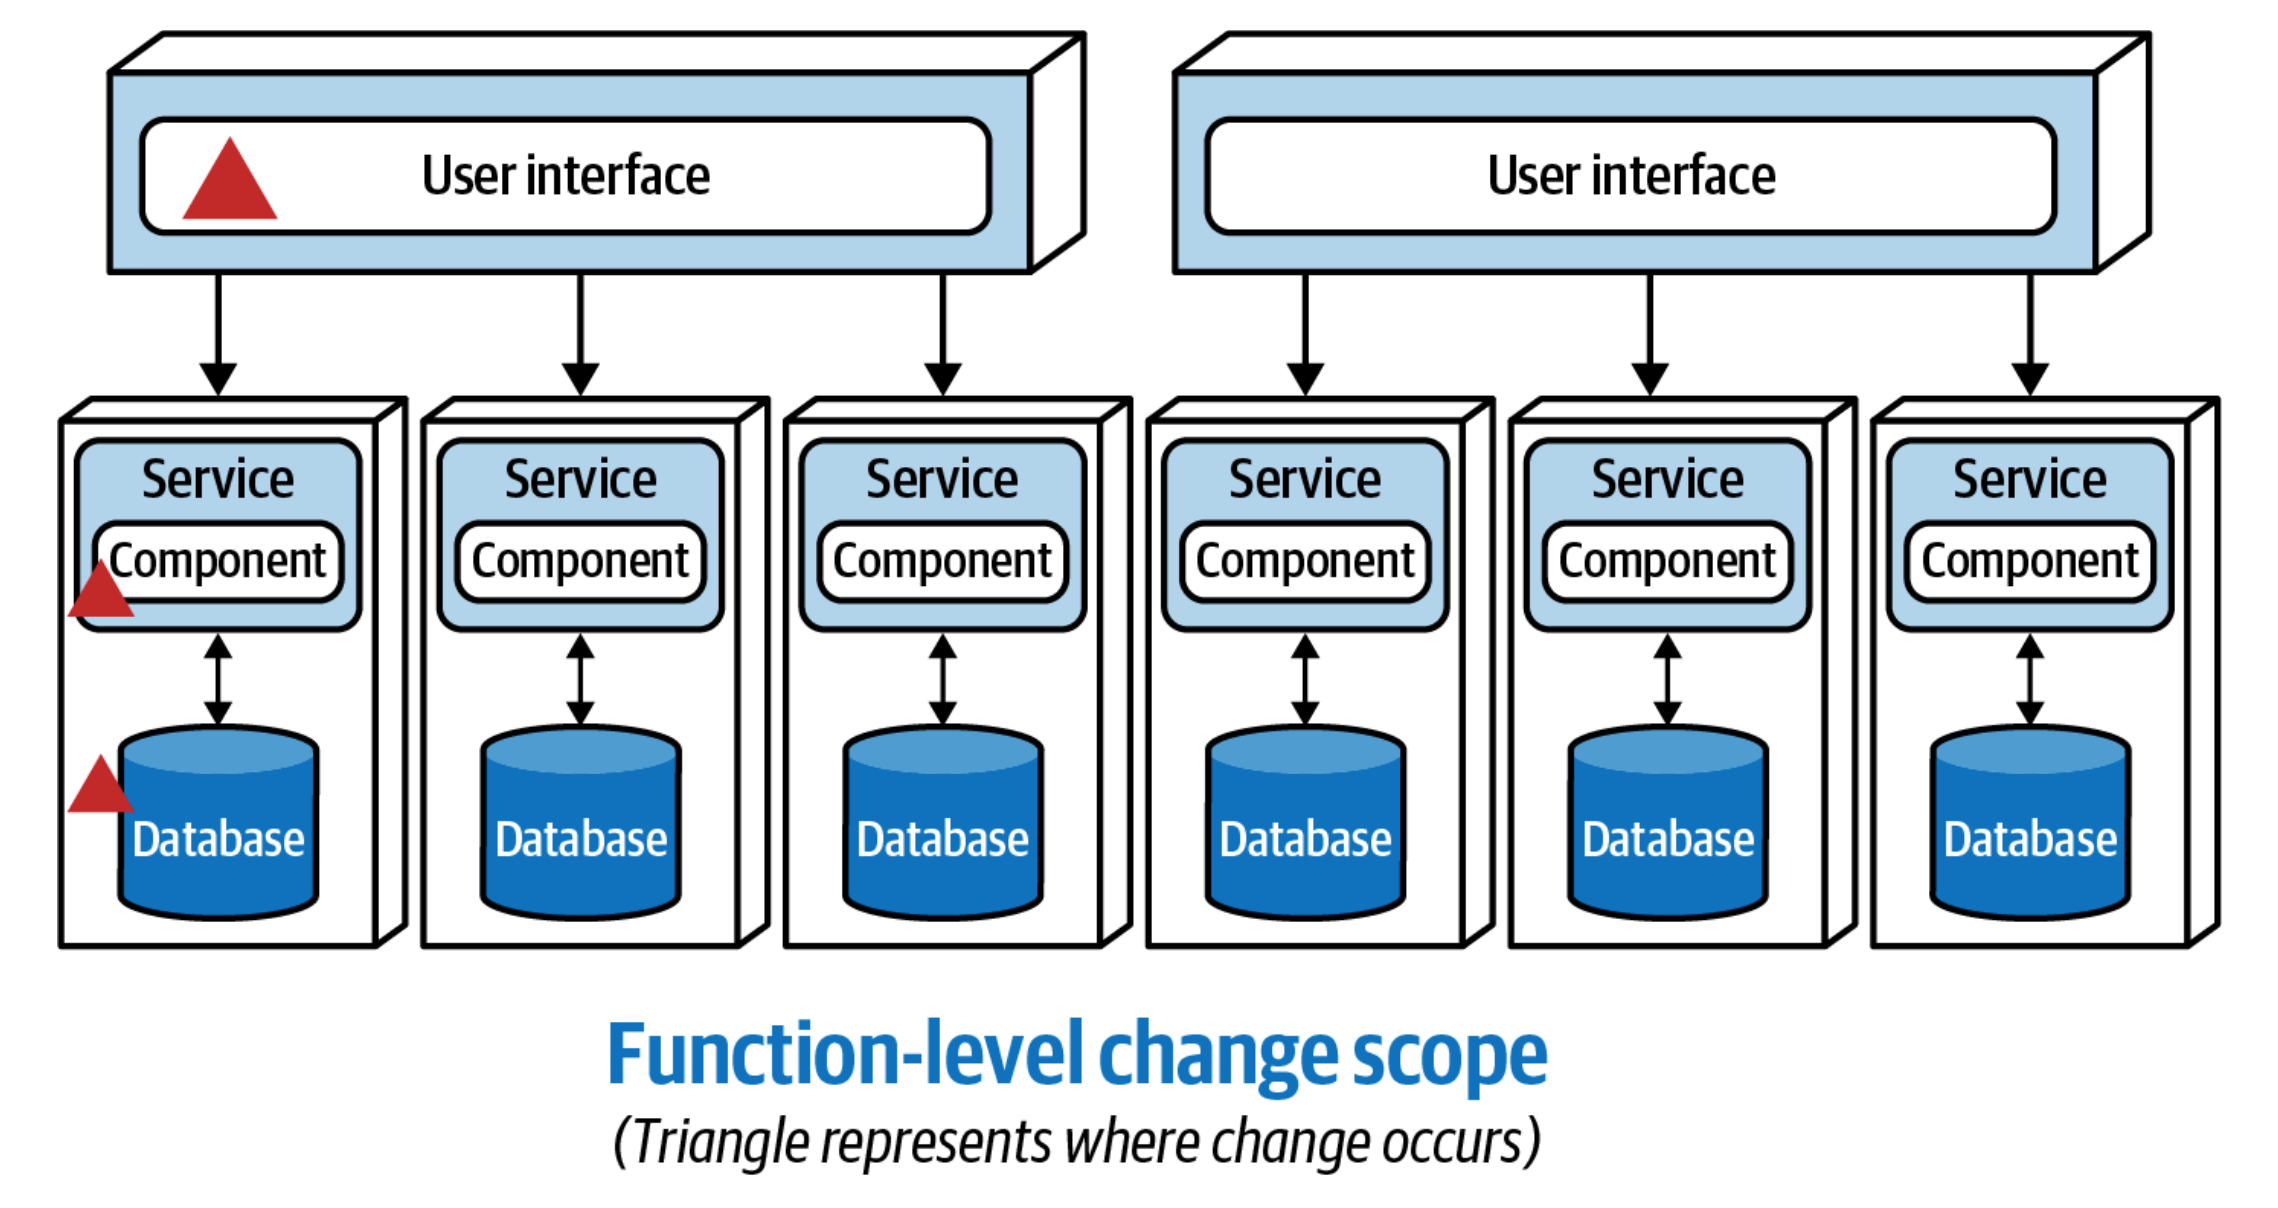 User interface
User interface
Service
Service
Service
Service
Service
Service
Component
Component
Component
Component
Component
Component
Database
Database
Database
Database
Database
Database
Function-level change scope
(Triangle represents where change occurs)